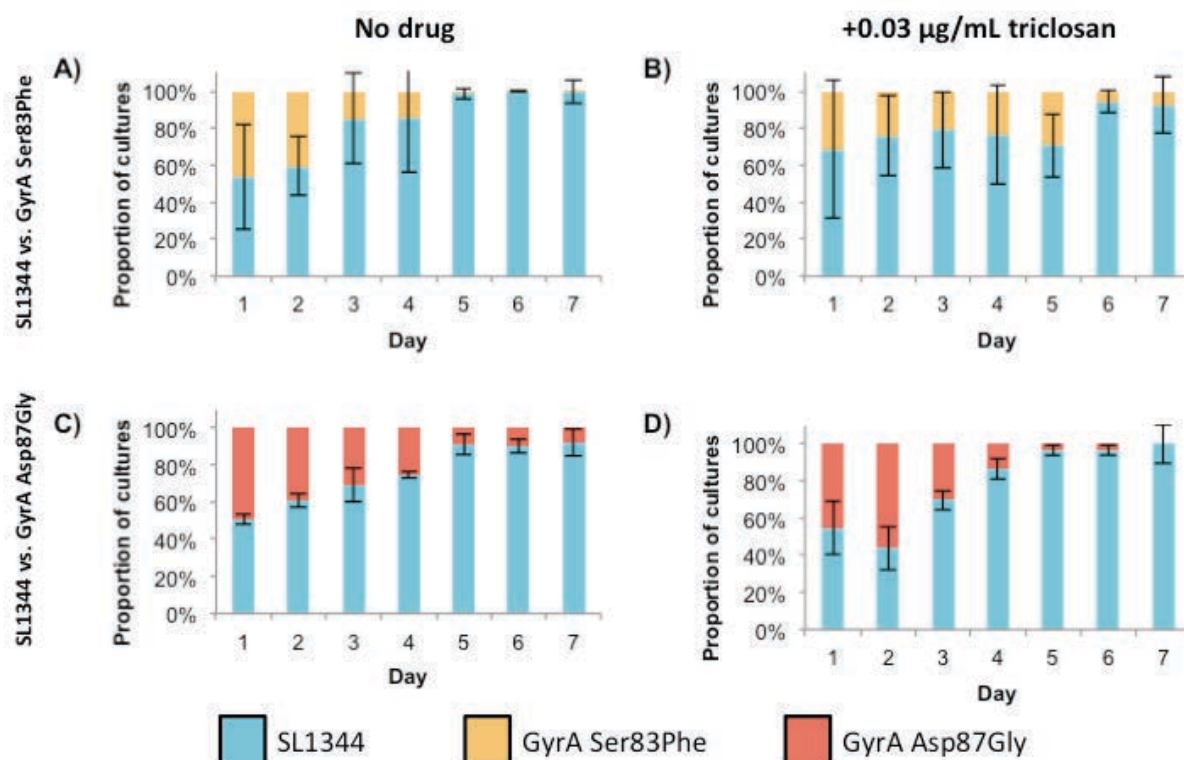 No drug
+0.03 µg/mL triclosan
SL1344 vs. GyrA Ser83Phe
A)
Proportion of cultures
100%
80%
60%
40%
20%
0%
1 2 3 4 5 6 7
Day
B)
Proportion of cultures
100%
80%
60%
40%
20%
0%
1 2 3 4 5 6 7
Day
SL1344 vs. GyrA Asp87Gly
C)
Proportion of cultures
100%
80%
60%
40%
20%
0%
1 2 3 4 5 6 7
Day
D)
Proportion of cultures
100%
80%
60%
40%
20%
0%
1 2 3 4 5 6 7
Day
SL1344
GyrA Ser83Phe
GyrA Asp87Gly